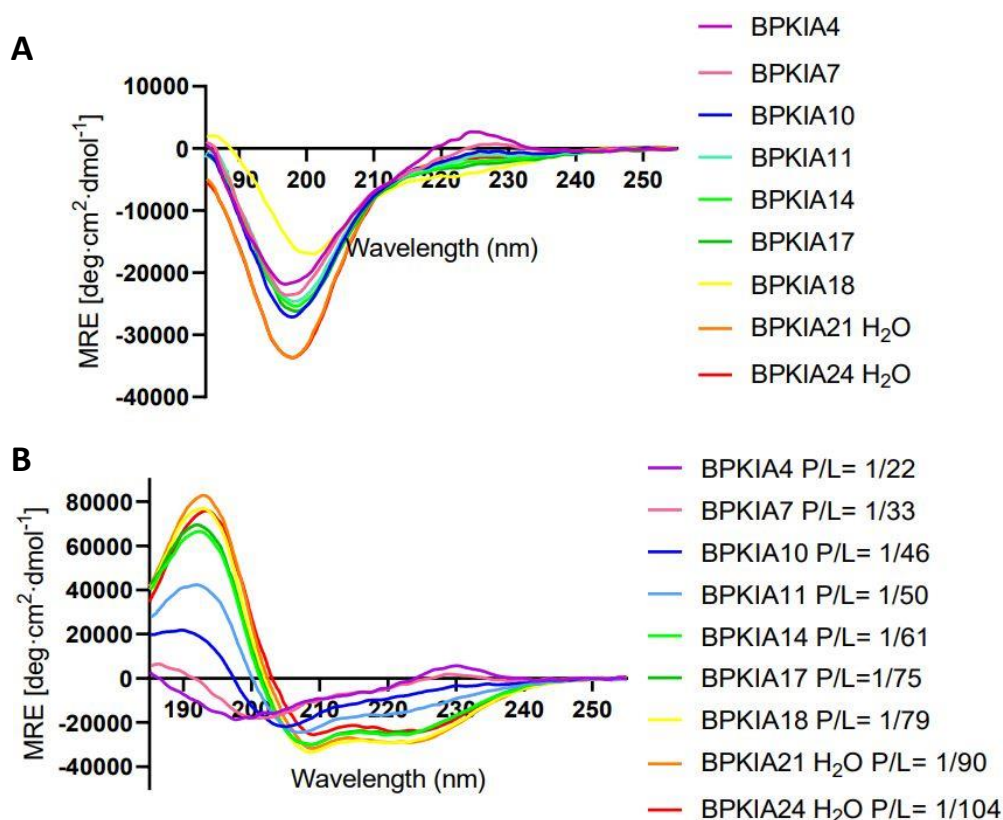 A
10000
0
-10000
-20000
-30000
-40000
MRE [deg·cm²·dmol⁻¹]
90 200 210 220 230 240 250
Wavelength (nm)
BPKIA4
BPKIA7
BPKIA10
BPKIA11
BPKIA14
BPKIA17
BPKIA18
BPKIA21 H₂O
BPKIA24 H₂O
B
80000
60000
40000
20000
0
-20000
-40000
MRE [deg·cm²·dmol⁻¹]
190 200 210 220 230 240 250
Wavelength (nm)
BPKIA4 P/L= 1/22
BPKIA7 P/L= 1/33
BPKIA10 P/L= 1/46
BPKIA11 P/L= 1/50
BPKIA14 P/L= 1/61
BPKIA17 P/L=1/75
BPKIA18 P/L= 1/79
BPKIA21 H₂O P/L= 1/90
BPKIA24 H₂O P/L= 1/104